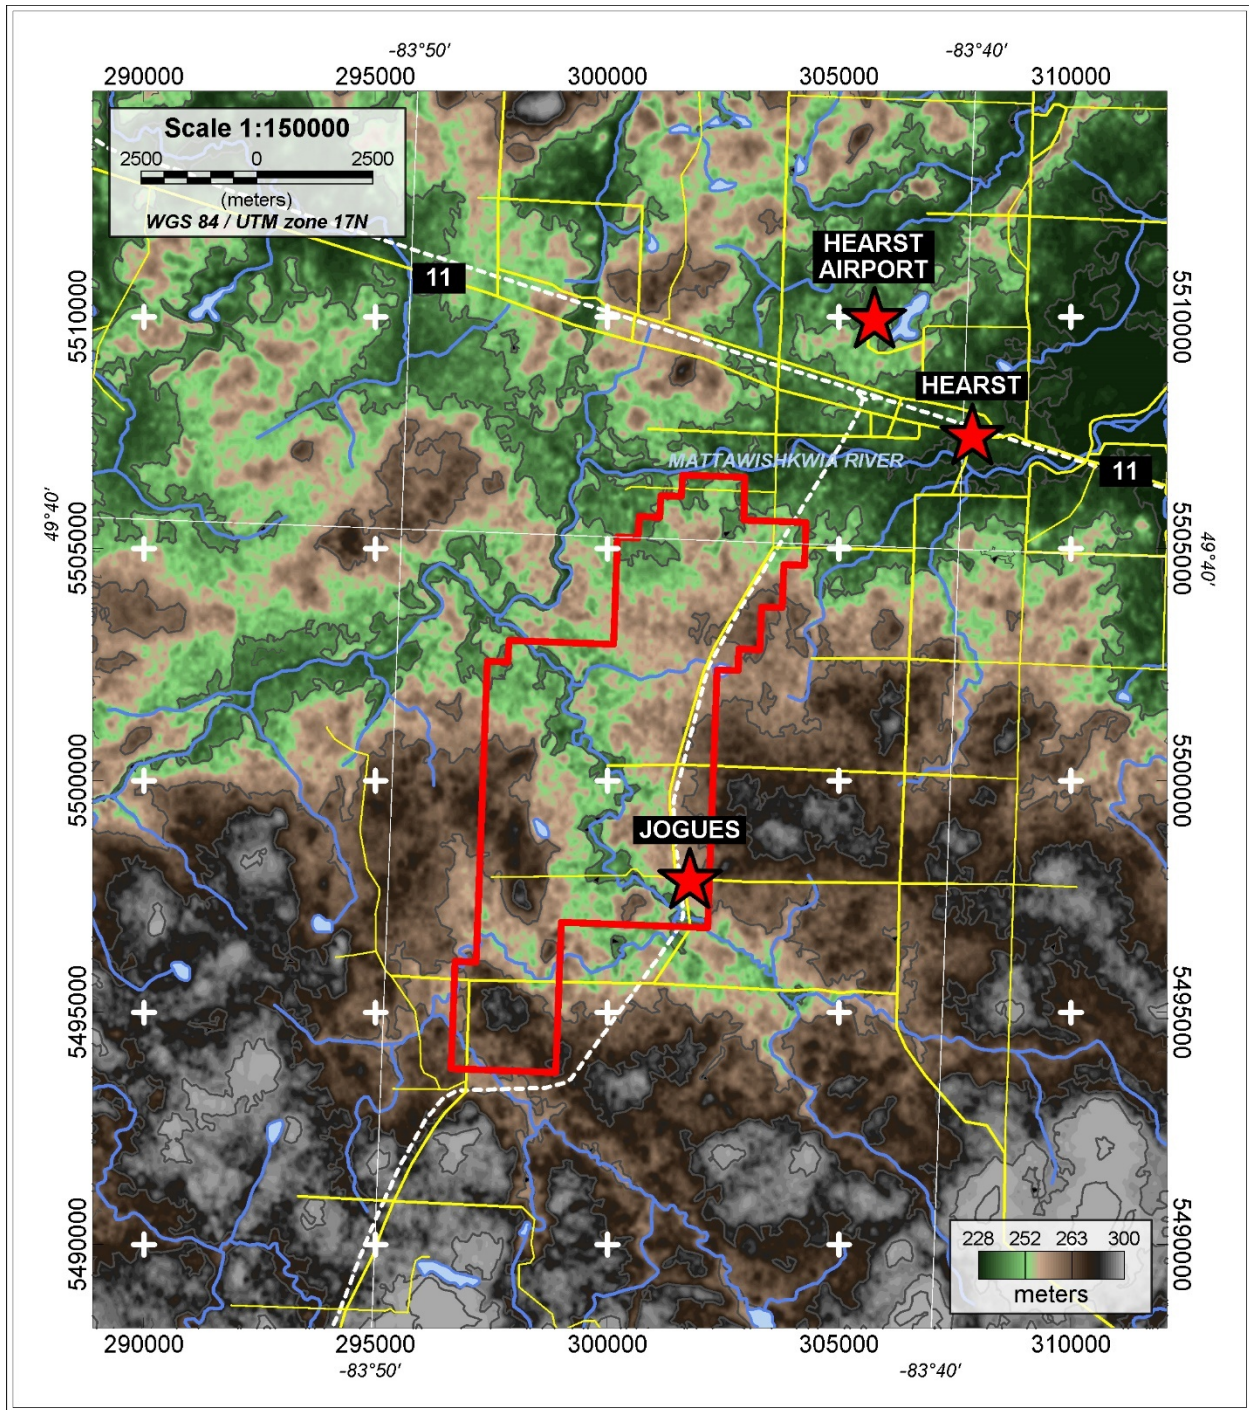 -83°50' -83°40'
290000 295000 300000 305000 310000
Scale 1:150000
2500 0 2500
(meters)
WGS 84 / UTM zone 17N
HEARST
AIRPORT
11
5510000 5510000
HEARST
MATTAWISHKWIA RIVER
11
49°40' 49°40'
5505000 5505000
5500000 5500000
JOGUES
5495000 5495000
5490000 5490000
228 252 263 300
meters
290000 295000 300000 305000 310000
-83°50' -83°40'